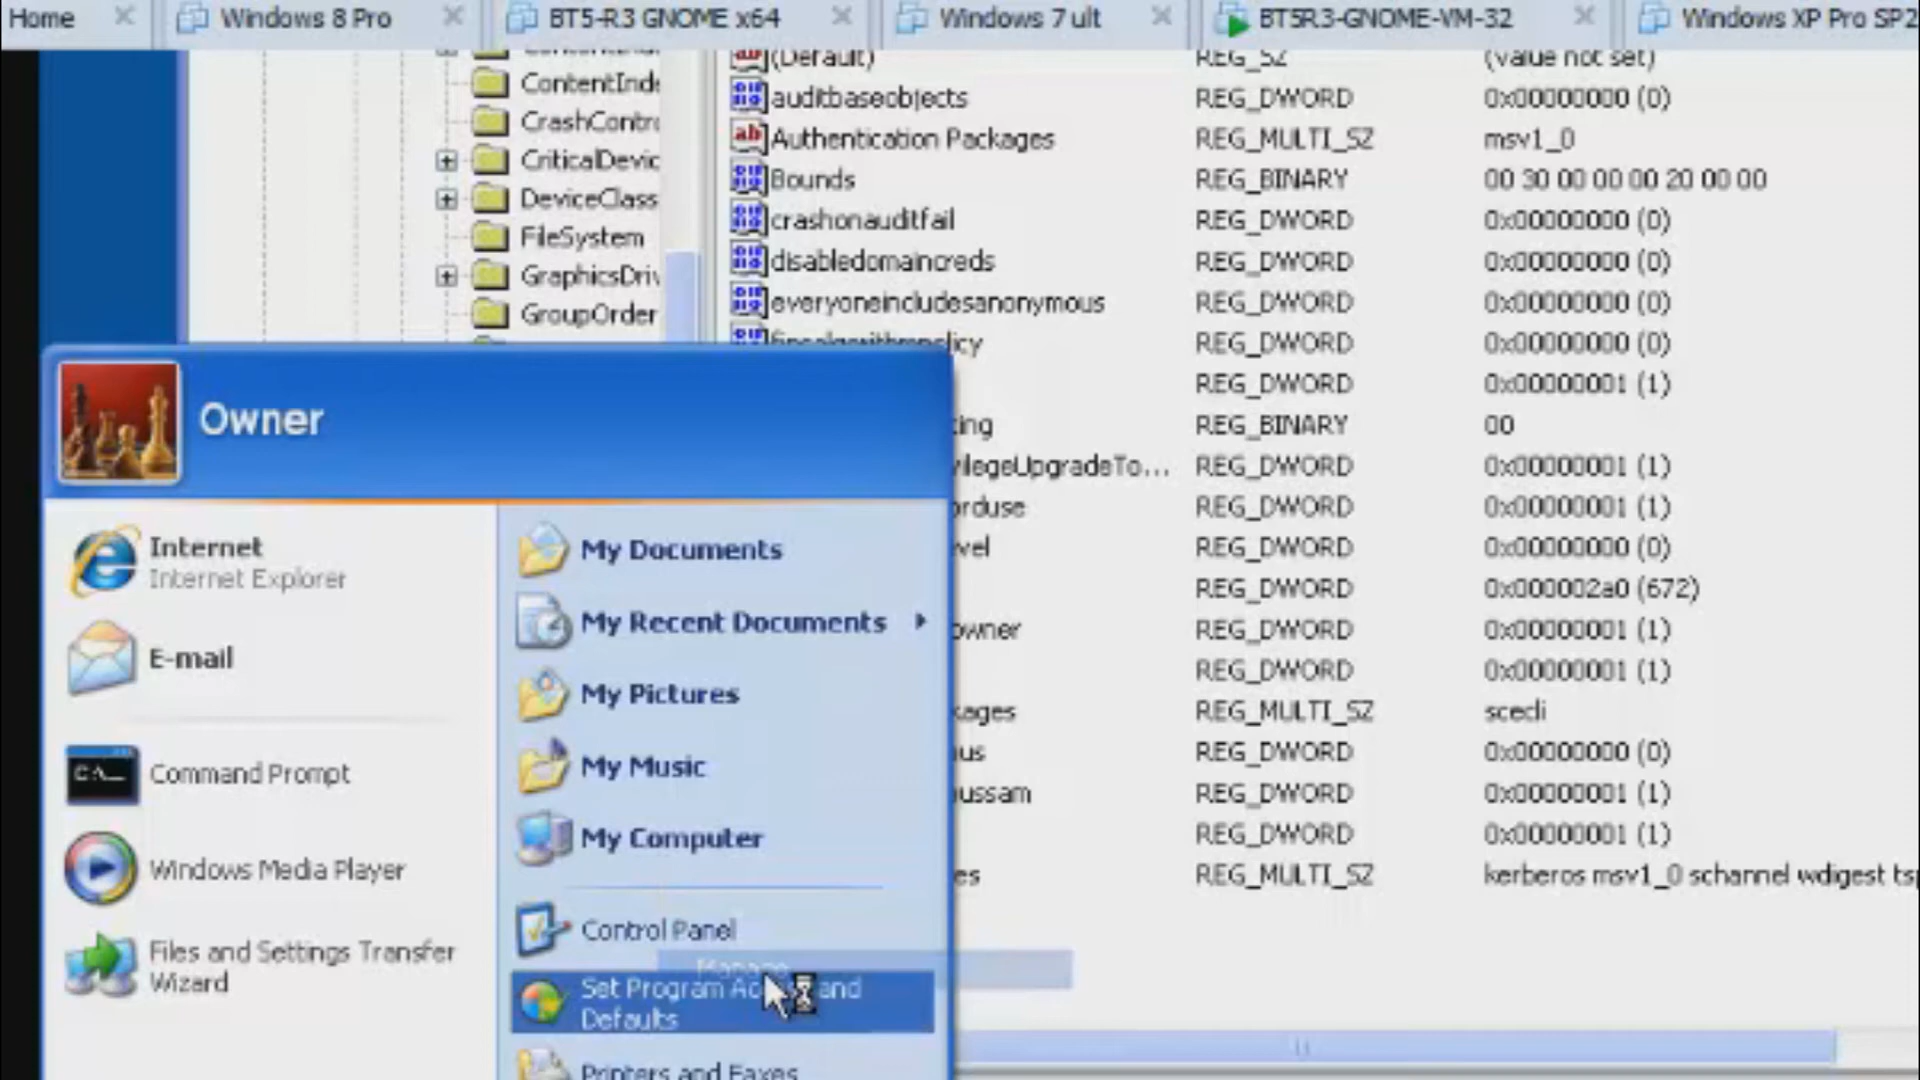 Home
Windows 8 Pro
BT5-R3 GNOME x64
Windows 7 ult
BT5R3-GNOME-VM-32
Windows XP Pro SP2
(Default) REG_SZ (value not set)
ContentInde
auditbaseobjects REG_DWORD 0x00000000 (0)
CrashContro
Authentication Packages REG_MULTI_SZ msv1_0
CriticalDevic
Bounds REG_BINARY 00 30 00 00 00 20 00 00
DeviceClass
crashonauditfail REG_DWORD 0x00000000 (0)
FileSystem
disabledomaincreds REG_DWORD 0x00000000 (0)
GraphicsDriv
everyoneincludesanonymous REG_DWORD 0x00000000 (0)
GroupOrder
REG_DWORD 0x00000000 (0)
REG_DWORD 0x00000001 (1)
ting REG_BINARY 00
vilegeUpgradeTo... REG_DWORD 0x00000001 (1)
orduse REG_DWORD 0x00000001 (1)
vel REG_DWORD 0x00000000 (0)
REG_DWORD 0x000002a0 (672)
owner REG_DWORD 0x00000001 (1)
REG_DWORD 0x00000001 (1)
kages REG_MULTI_SZ scecli
us REG_DWORD 0x00000000 (0)
ussam REG_DWORD 0x00000001 (1)
REG_DWORD 0x00000001 (1)
es REG_MULTI_SZ kerberos msv1_0 schannel wdigest tsp
Owner
Internet
Internet Explorer
E-mail
C:\_
Command Prompt
Windows Media Player
Files and Settings Transfer
Wizard
My Documents
My Recent Documents
My Pictures
My Music
My Computer
Control Panel
Manage
Set Program Access and
Defaults
Printers and Faxes